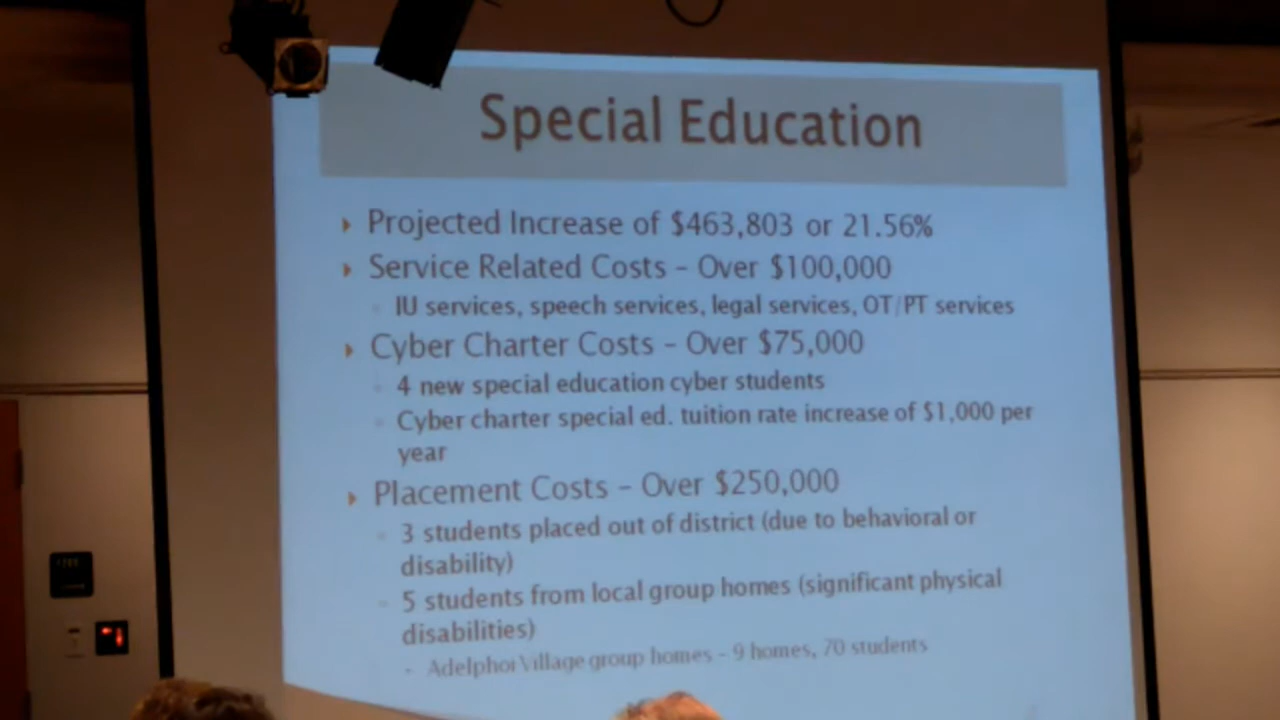 Special Education
Projected Increase of $463,803 or 21.56%
Service Related Costs – Over $100,000
IU services, speech services, legal services, OT/PT services
Cyber Charter Costs – Over $75,000
4 new special education cyber students
Cyber charter special ed. tuition rate increase of $1,000 per
year
Placement Costs – Over $250,000
3 students placed out of district (due to behavioral or
disability)
5 students from local group homes (significant physical
disabilities)
Adelphoi Village group homes – 9 homes, 70 students